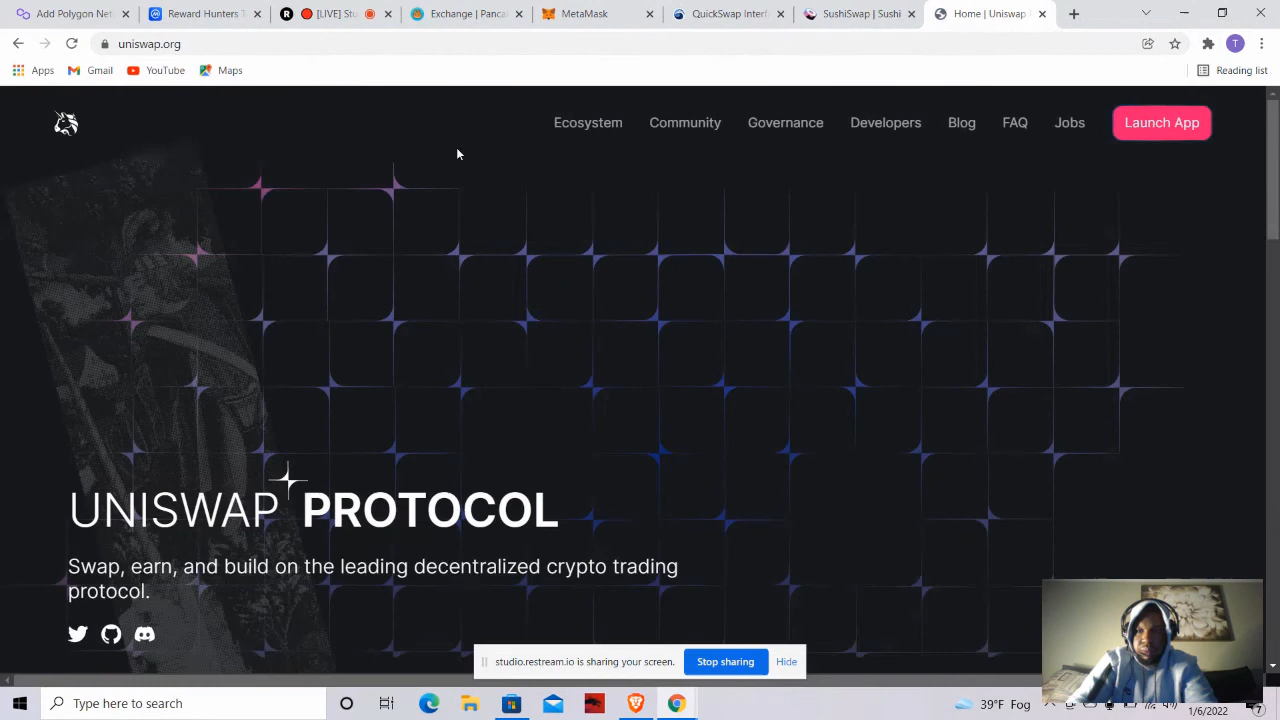 Add Polygon Net
Reward Hunters T
[LIVE] Stu
Exchange | Panca
MetaMask
QuickSwap Interf
SushiSwap | Sushi
Home | Uniswap
uniswap.org
T
Apps
Gmail
YouTube
Maps
Reading list
Ecosystem
Community
Governance
Developers
Blog
FAQ
Jobs
Launch App
UNISWAP PROTOCOL
Swap, earn, and build on the leading decentralized crypto trading
protocol.
studio.restream.io is sharing your screen.
Stop sharing
Hide
Type here to search
39°F Fog
1/6/2022